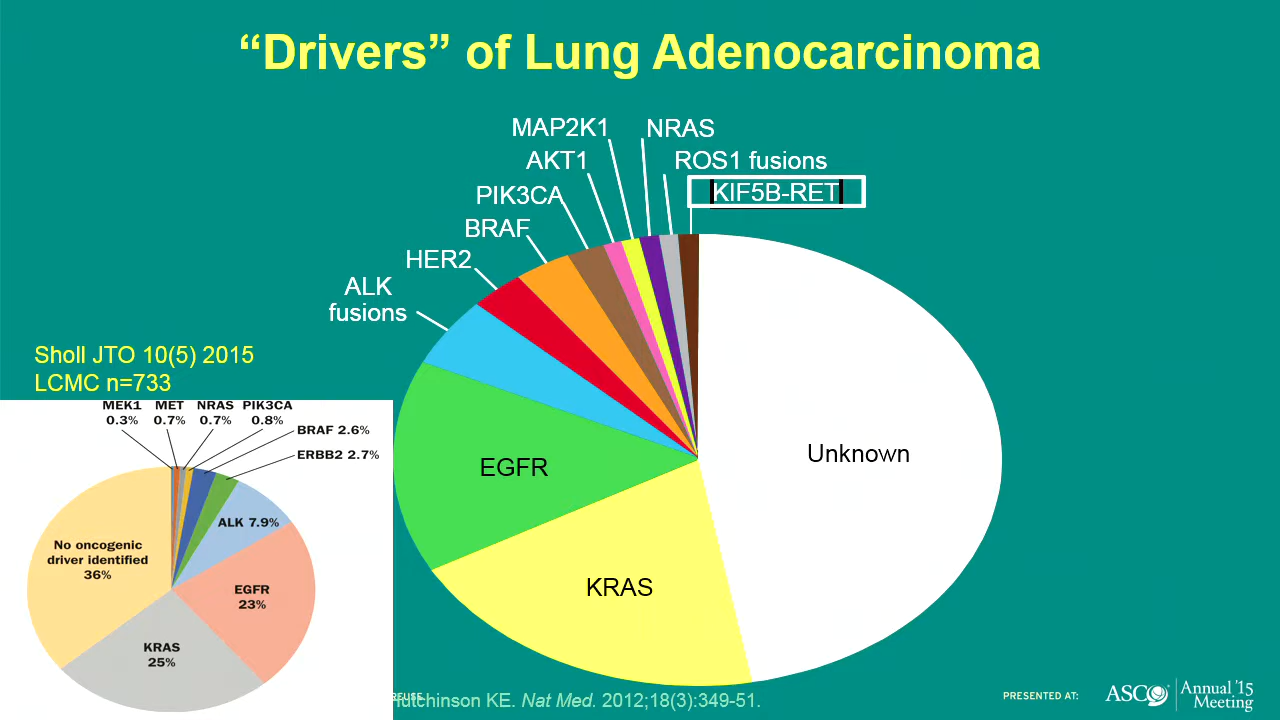 “Drivers” of Lung Adenocarcinoma
MAP2K1
NRAS
AKT1
ROS1 fusions
PIK3CA
KIF5B-RET
BRAF
HER2
ALK
fusions
EGFR
Unknown
KRAS
Sholl JTO 10(5) 2015
LCMC n=733
MEK1
0.3%
MET
0.7%
NRAS
0.7%
PIK3CA
0.8%
BRAF 2.6%
ERBB2 2.7%
ALK 7.9%
No oncogenic
driver identified
36%
EGFR
23%
KRAS
25%
Hutchinson KE. Nat Med. 2012;18(3):349-51.
PRESENTED AT:
ASCO
Annual '15
Meeting